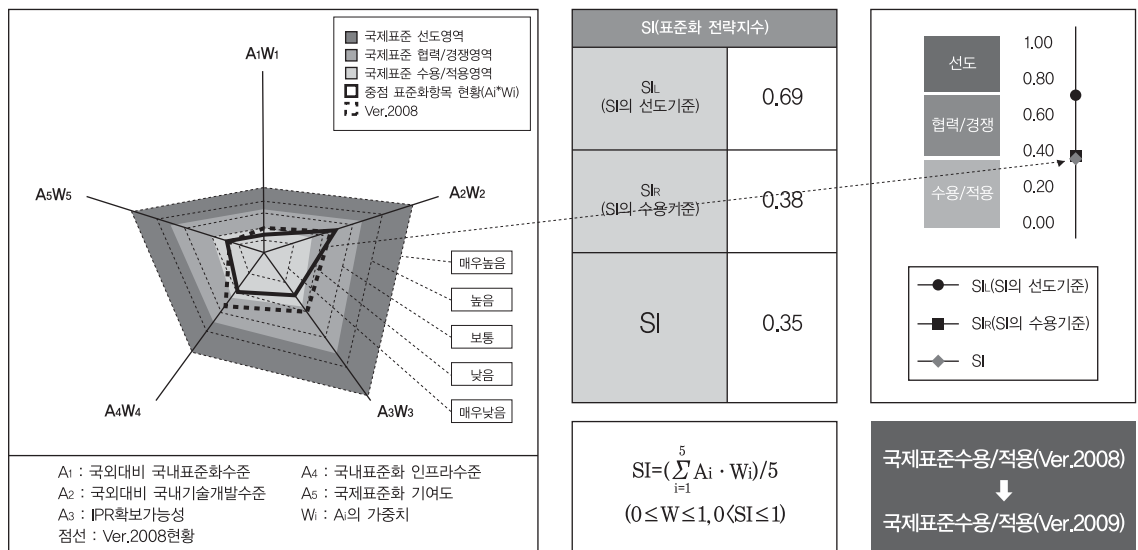 국제표준 선도영역
국제표준 협력/경쟁영역
국제표준 수용/적용영역
중점 표준화항목 현황(Ai*Wi)
Ver.2008
A1W1
A2W2
A3W3
A4W4
A5W5
매우높음
높음
보통
낮음
매우낮음
A1 : 국외대비 국내표준화수준
A2 : 국외대비 국내기술개발수준
A3 : IPR확보가능성
점선 : Ver.2008현황
A4 : 국내표준화 인프라수준
A5 : 국제표준화 기여도
Wi : Ai의 가중치
SI(표준화 전략지수)
SIL
(SI의 선도기준)
0.69
SIR
(SI의 수용기준)
0.38
SI
0.35
SI=(∑Ai · Wi)/5
5
i=1
(0≤W≤1, 0<SI≤1)
선도
협력/경쟁
수용/적용
1.00
0.80
0.60
0.40
0.20
0.00
SIL(SI의 선도기준)
SIR(SI의 수용기준)
SI
국제표준수용/적용(Ver.2008)
국제표준수용/적용(Ver.2009)